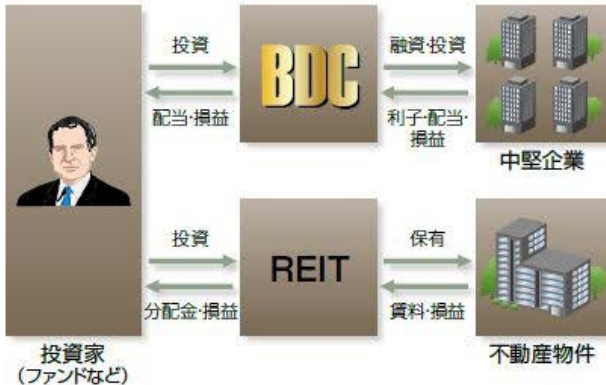 投資
BDC
融資・投資
配当・損益
利子・配当・
損益
中堅企業
投資
REIT
保有
分配金・損益
賃料・損益
投資家
(ファンドなど)
不動産物件